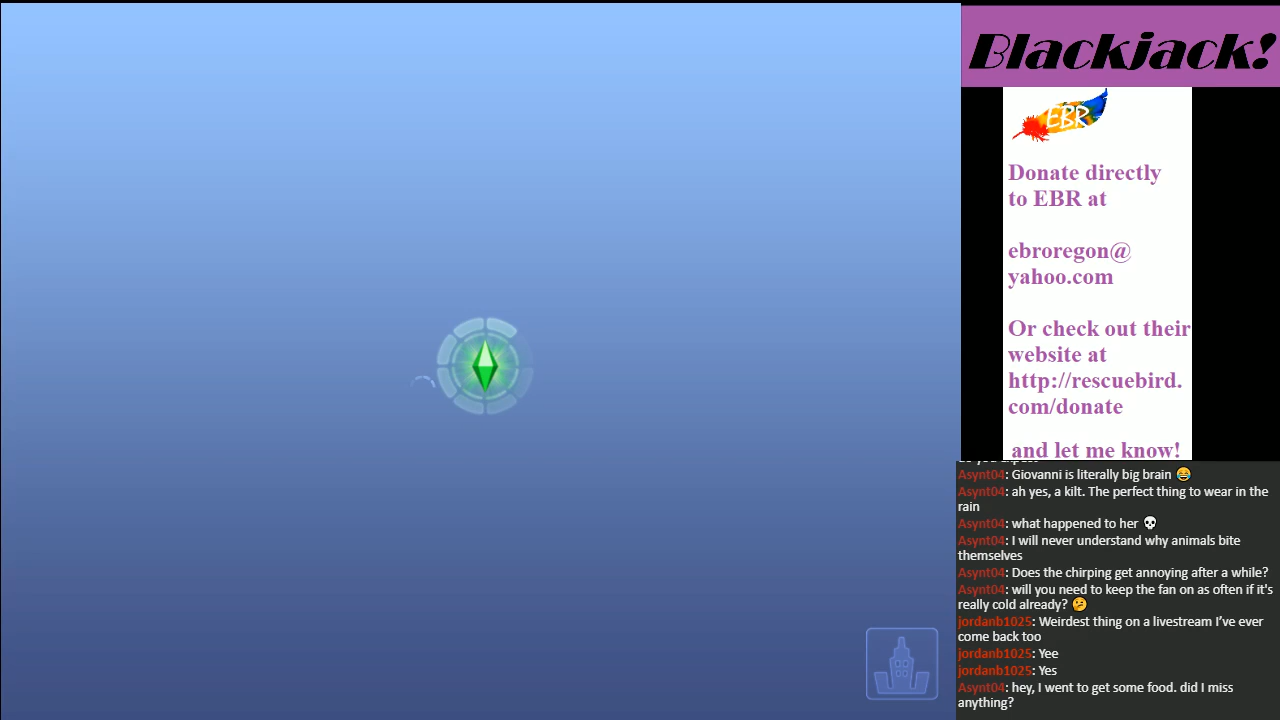 Blackjack!
EBR
Donate directly
to EBR at
ebroregon@
yahoo.com
Or check out their
website at
http://rescuebird.
com/donate
and let me know!
Asynt04: Giovanni is literally big brain 😂
Asynt04: ah yes, a kilt. The perfect thing to wear in the
rain
Asynt04: what happened to her 💀
Asynt04: I will never understand why animals bite
themselves
Asynt04: Does the chirping get annoying after a while?
Asynt04: will you need to keep the fan on as often if it's
really cold already? 🤔
jordanb1025: Weirdest thing on a livestream I’ve ever
come back too
jordanb1025: Yee
jordanb1025: Yes
Asynt04: hey, I went to get some food. did I miss
anything?